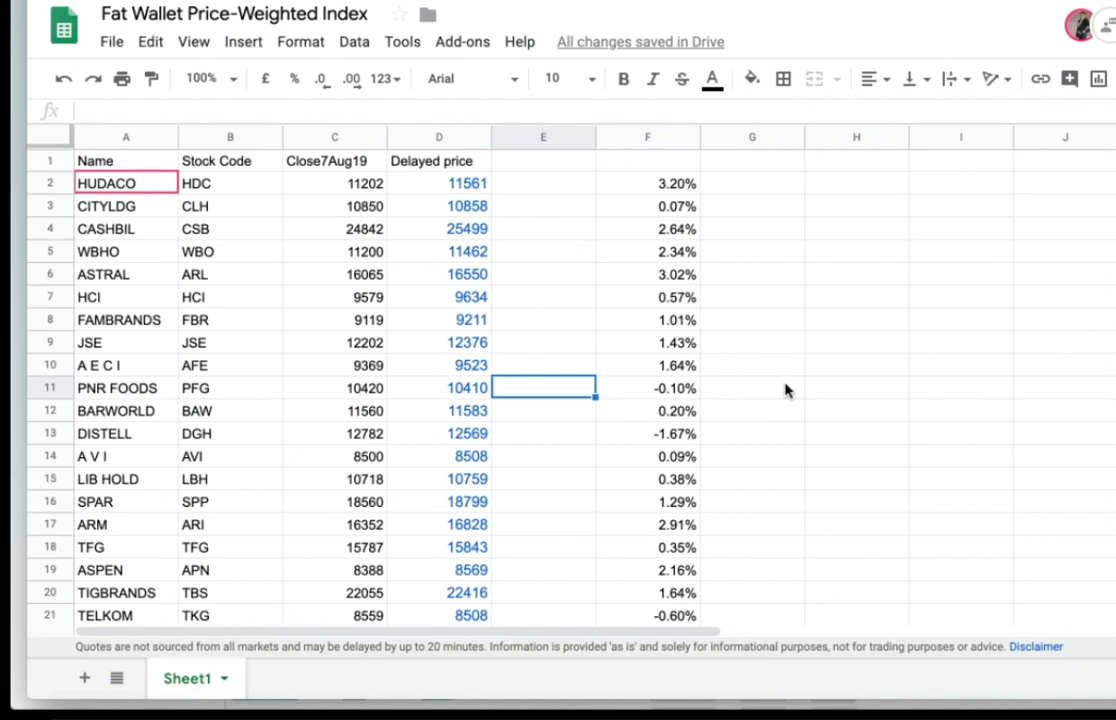 Fat Wallet Price-Weighted Index
File Edit View Insert Format Data Tools Add-ons Help All changes saved in Drive
100% £ % .0 .00 123 Arial 10 B I S A
fx
A B C D E F G H I J
1 Name Stock Code Close7Aug19 Delayed price
2 HUDACO HDC 11202 11561 3.20%
3 CITYLDG CLH 10850 10858 0.07%
4 CASHBIL CSB 24842 25499 2.64%
5 WBHO WBO 11200 11462 2.34%
6 ASTRAL ARL 16065 16550 3.02%
7 HCI HCI 9579 9634 0.57%
8 FAMBRANDS FBR 9119 9211 1.01%
9 JSE JSE 12202 12376 1.43%
10 A E C I AFE 9369 9523 1.64%
11 PNR FOODS PFG 10420 10410 -0.10%
12 BARWORLD BAW 11560 11583 0.20%
13 DISTELL DGH 12782 12569 -1.67%
14 A V I AVI 8500 8508 0.09%
15 LIB HOLD LBH 10718 10759 0.38%
16 SPAR SPP 18560 18799 1.29%
17 ARM ARI 16352 16828 2.91%
18 TFG TFG 15787 15843 0.35%
19 ASPEN APN 8388 8569 2.16%
20 TIGBRANDS TBS 22055 22416 1.64%
21 TELKOM TKG 8559 8508 -0.60%
Quotes are not sourced from all markets and may be delayed by up to 20 minutes. Information is provided 'as is' and solely for informational purposes, not for trading purposes or advice. Disclaimer
+ Sheet1